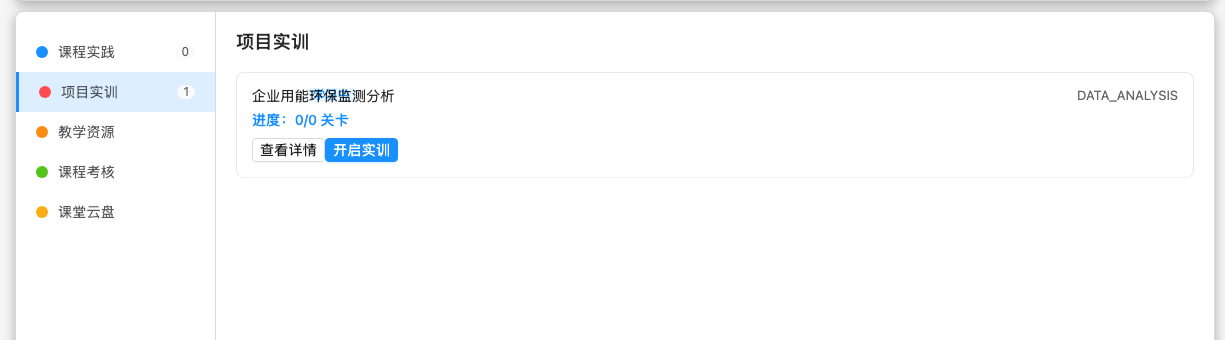 课程实践 0
项目实训 1
教学资源
课程考核
课堂云盘
项目实训
企业用能环保监测分析
DATA_ANALYSIS
进度：0/0 关卡
查看详情 开启实训